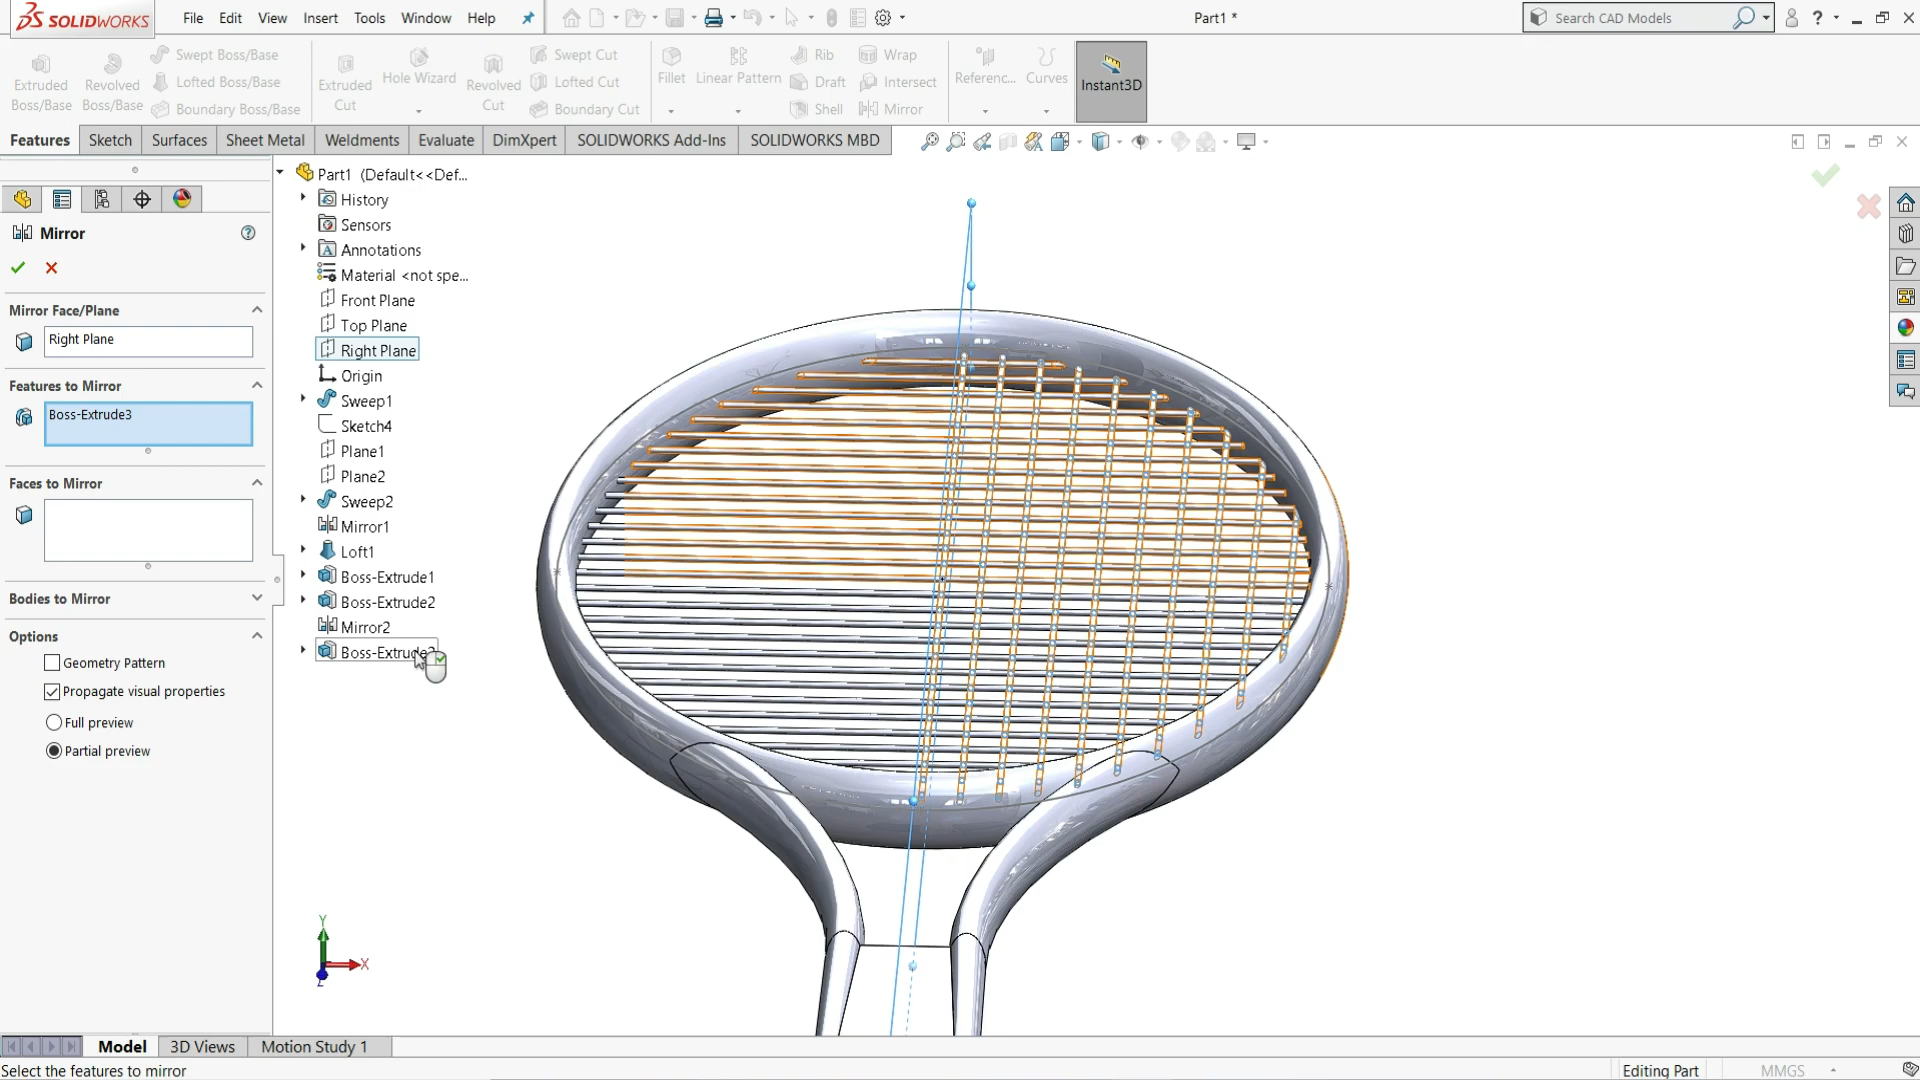 SOLIDWORKS File Edit View Insert Tools Window Help Part1 * Search CAD Models ?
Extruded Boss/Base
Revolved Boss/Base
Swept Boss/Base
Lofted Boss/Base
Boundary Boss/Base
Extruded Cut
Hole Wizard
Revolved Cut
Swept Cut
Lofted Cut
Boundary Cut
Fillet
Linear Pattern
Rib
Draft
Shell
Wrap
Intersect
Mirror
Referenc...
Curves
Instant3D
Features Sketch Surfaces Sheet Metal Weldments Evaluate DimXpert SOLIDWORKS Add-Ins SOLIDWORKS MBD
Mirror ?
Mirror Face/Plane
Right Plane
Features to Mirror
Boss-Extrude3
Faces to Mirror
Bodies to Mirror
Options
Geometry Pattern
Propagate visual properties
Full preview
Partial preview
Part1 (Default<<Def...
History
Sensors
Annotations
Material <not spe...
Front Plane
Top Plane
Right Plane
Origin
Sweep1
Sketch4
Plane1
Plane2
Sweep2
Mirror1
Loft1
Boss-Extrude1
Boss-Extrude2
Mirror2
Boss-Extrude3
Y
X
Z
Model 3D Views Motion Study 1
Select the features to mirror Editing Part MMGS